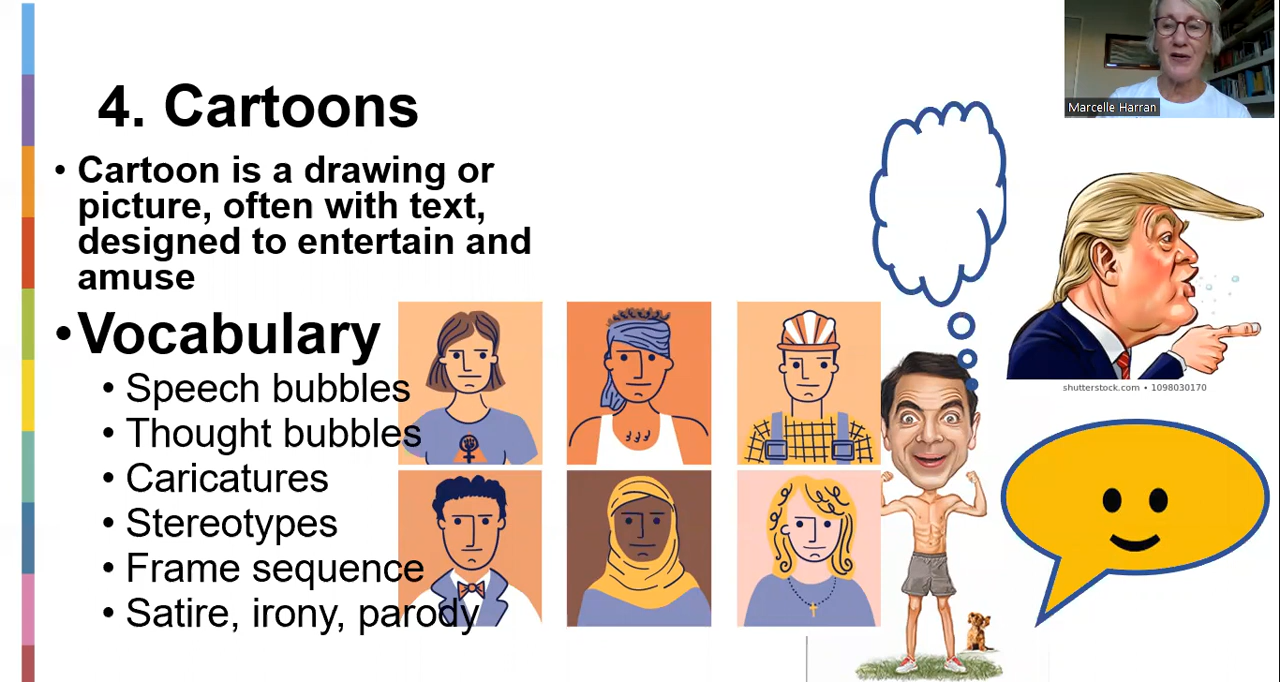 Marcelle Harran
4. Cartoons
• Cartoon is a drawing or
picture, often with text,
designed to entertain and
amuse
• Vocabulary
• Speech bubbles
• Thought bubbles
• Caricatures
• Stereotypes
• Frame sequence
• Satire, irony, parody
shutterstock.com • 1098030170